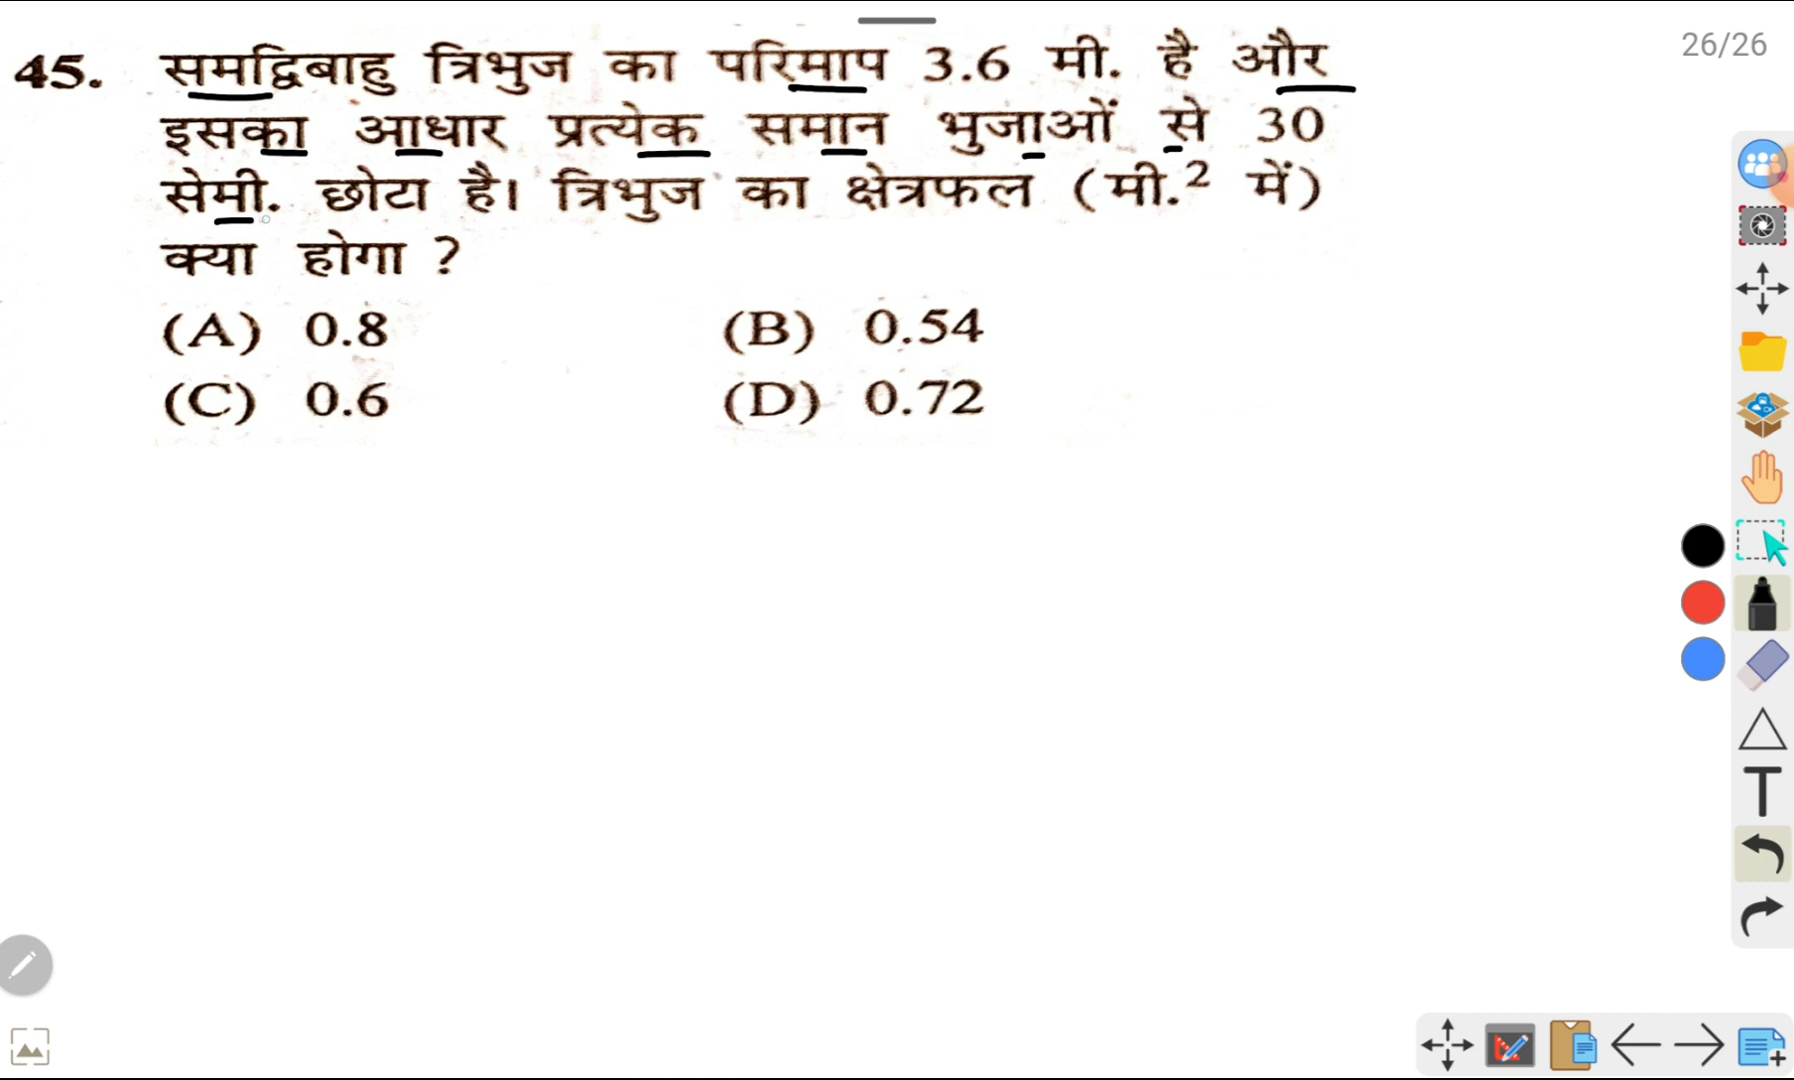 26/26
45. समद्विबाहु त्रिभुज का परिमाप 3.6 मी. है और
इसका आधार प्रत्येक समान भुजाओं से 30
सेमी. छोटा है। त्रिभुज का क्षेत्रफल (मी.² में)
क्या होगा ?
(A) 0.8 (B) 0.54
(C) 0.6 (D) 0.72